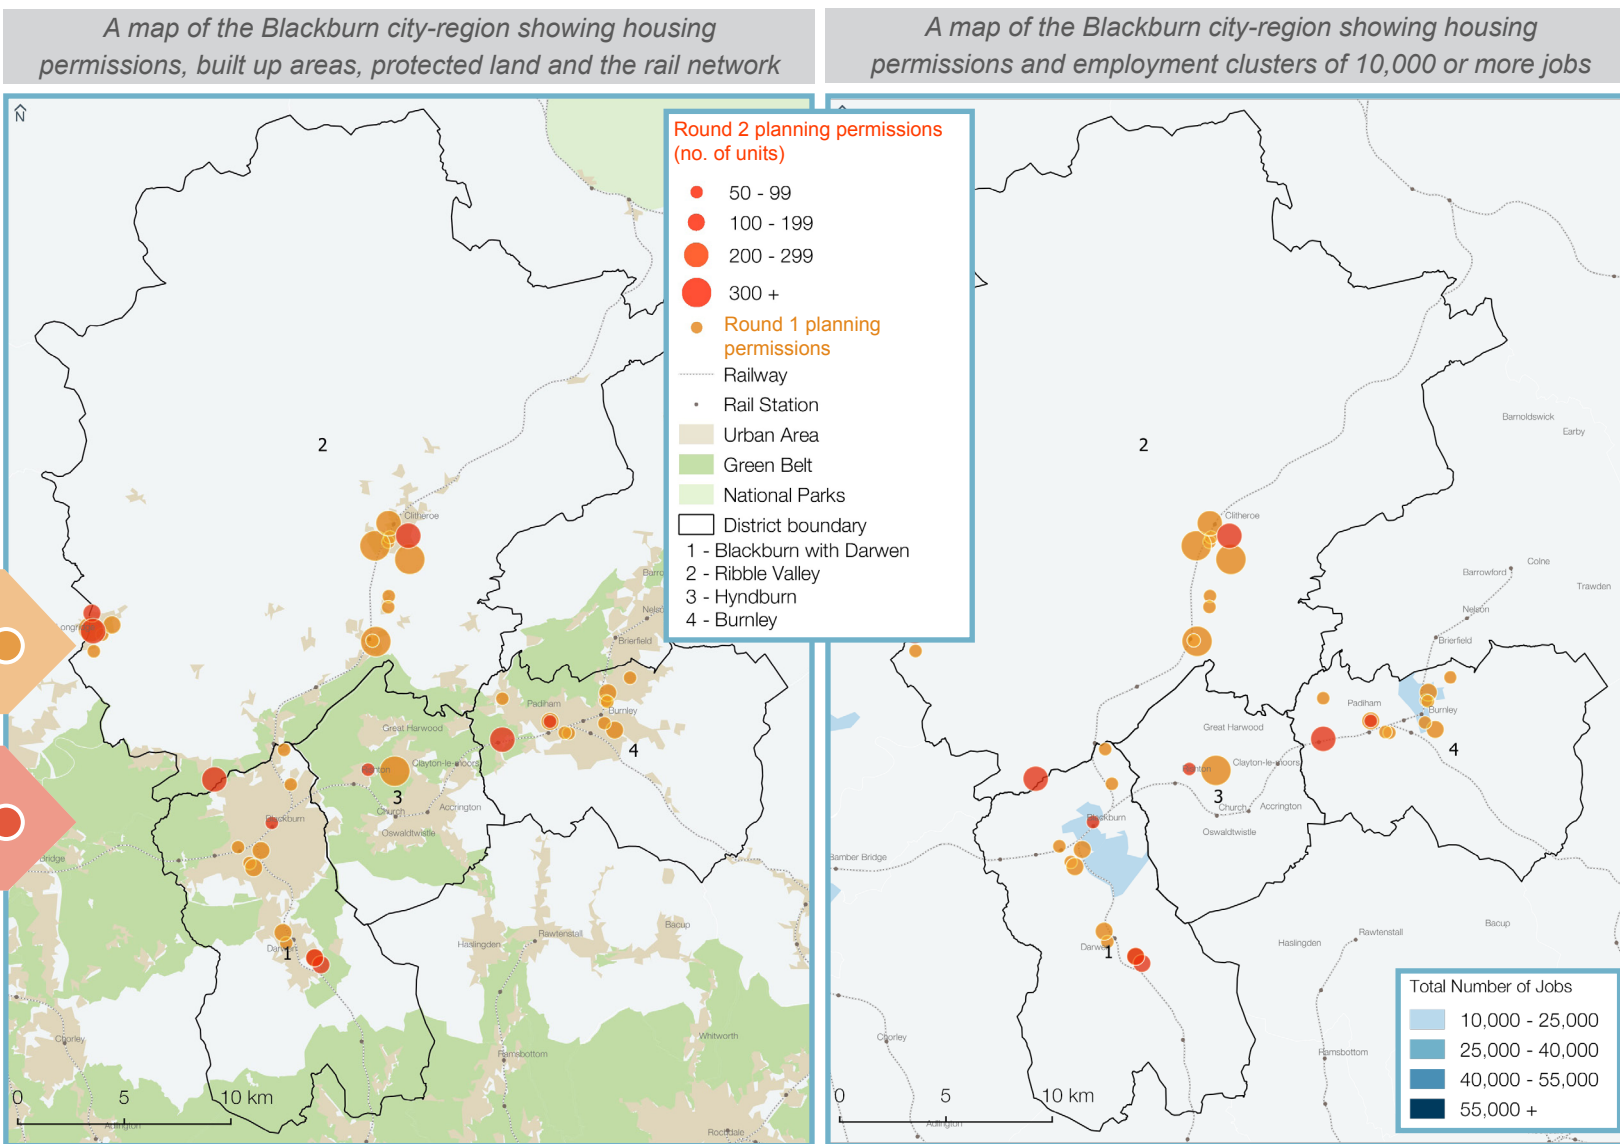 A map of the Blackburn city-region showing housing
permissions, built up areas, protected land and the rail network
A map of the Blackburn city-region showing housing
permissions and employment clusters of 10,000 or more jobs
N
Round 2 planning permissions
(no. of units)
50 - 99
100 - 199
200 - 299
300 +
Round 1 planning
permissions
Railway
Rail Station
Urban Area
Green Belt
National Parks
District boundary
1 - Blackburn with Darwen
2 - Ribble Valley
3 - Hyndburn
4 - Burnley
2
Clitheroe
Brierfield
Padiham
Burnley
4
Great Harwood
Clayton-le-moors
3
Church
Accrington
Oswaldtwistle
Blackburn
Bridge
1
Haslingden
Rawtenstall
Bacup
Whitworth
Chorley
Ramsbottom
Adlington
Rochdale
0 5 10 km
2
Barnoldswick
Earby
Clitheroe
Colne
Barrowford
Trawden
Nelson
Brierfield
Padiham
Burnley
4
Great Harwood
Clayton-le-moors
3
Church
Accrington
Oswaldtwistle
Blackburn
Bamber Bridge
Darwen
1
Haslingden
Rawtenstall
Bacup
Chorley
Ramsbottom
Adlington
0 5 10 km
Total Number of Jobs
10,000 - 25,000
25,000 - 40,000
40,000 - 55,000
55,000 +